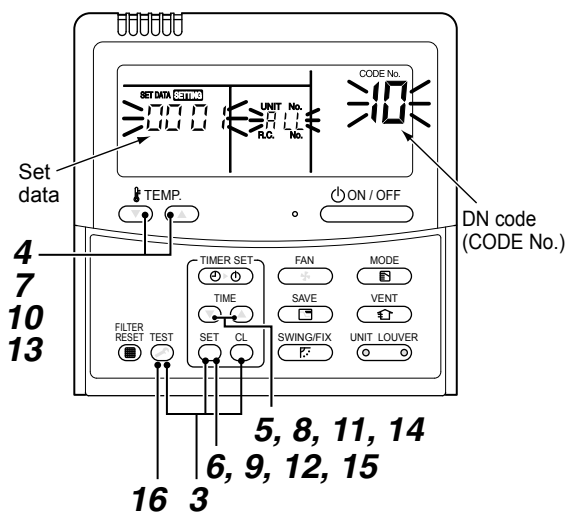 CODE No.
10
SET DATA SETTING
0001
UNIT No.
ALL
R.C. No.
Set
data
TEMP.
ON / OFF
DN code
(CODE No.)
4
7
10
13
TIMER SET
FAN
MODE
TIME
SAVE
VENT
FILTER
RESET
TEST
SET
CL
SWING/FIX
UNIT LOUVER
5, 8, 11, 14
6, 9, 12, 15
16
3